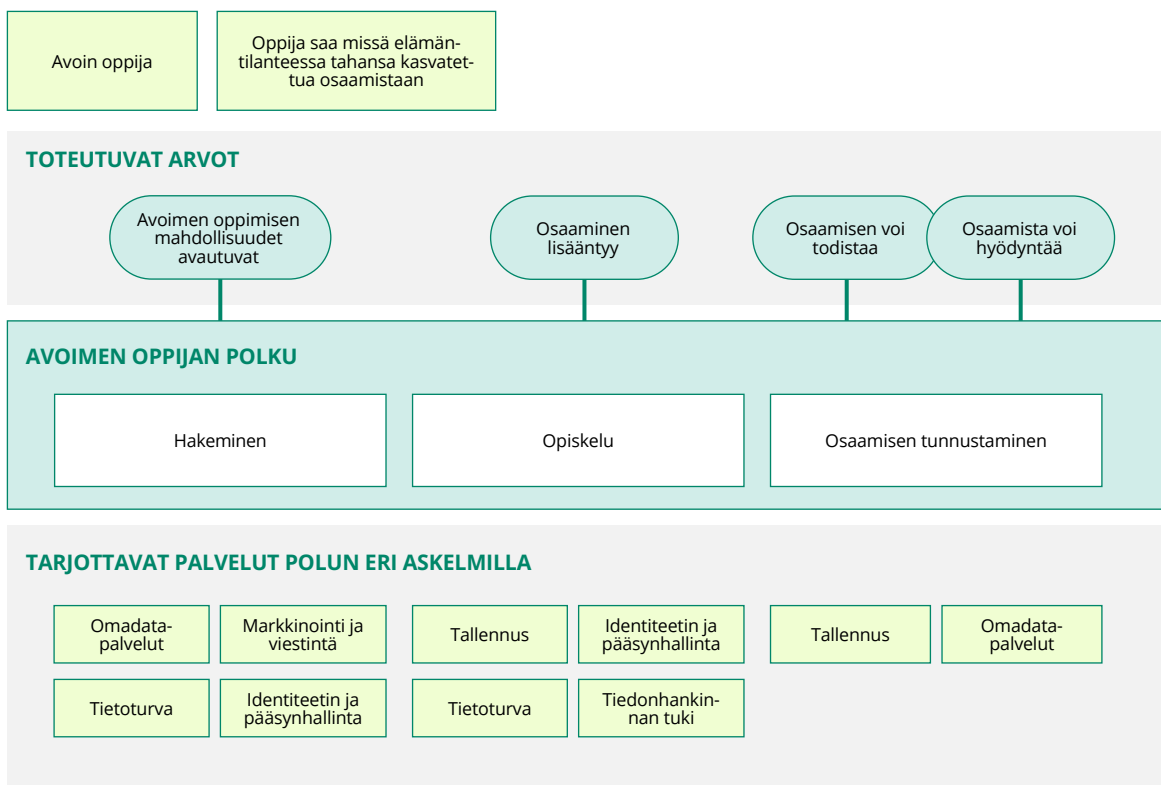 Avoin oppija
Oppija saa missä elämän-
tilanteessa tahansa kasvatet-
tua osaamistaan
TOTEUTUVAT ARVOT
Avoimen oppimisen
mahdollisuudet
avautuvat
Osaaminen
lisääntyy
Osaamisen voi
todistaa
Osaamista voi
hyödyntää
AVOIMEN OPPIJAN POLKU
Hakeminen
Opiskelu
Osaamisen tunnustaminen
TARJOTTAVAT PALVELUT POLUN ERI ASKELMILLA
Omadata-
palvelut
Markkinointi ja
viestintä
Tallennus
Identiteetin ja
pääsynhallinta
Tallennus
Omadata-
palvelut
Tietoturva
Identiteetin ja
pääsynhallinta
Tietoturva
Tiedonhankin-
nan tuki